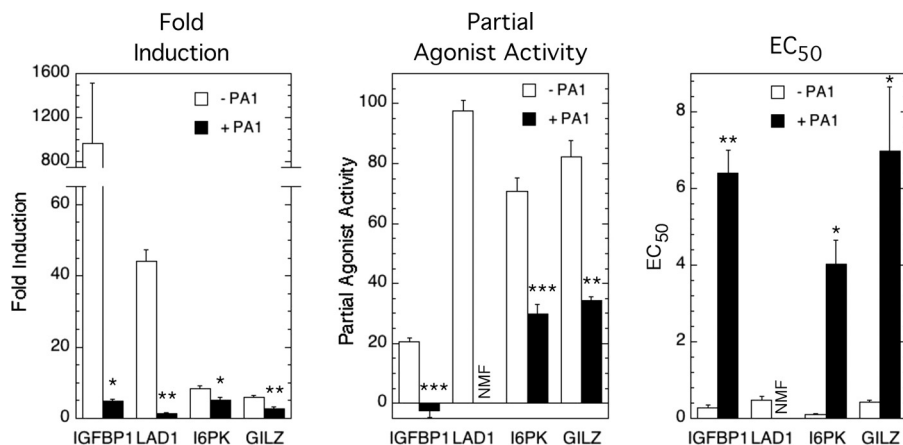 Fold
Induction
1600
1400
1200
1000
800
60
40
20
0
Fold Induction
- PA1
+ PA1
*
**
*
**
IGFBP1 LAD1 I6PK GILZ
Partial
Agonist Activity
100
80
60
40
20
0
Partial Agonist Activity
- PA1
+ PA1
***
NMF
***
**
IGFBP1 LAD1 I6PK GILZ
EC50
8
6
4
2
0
EC50
- PA1
+ PA1
**
NMF
*
*
IGFBP1 LAD1 I6PK GILZ